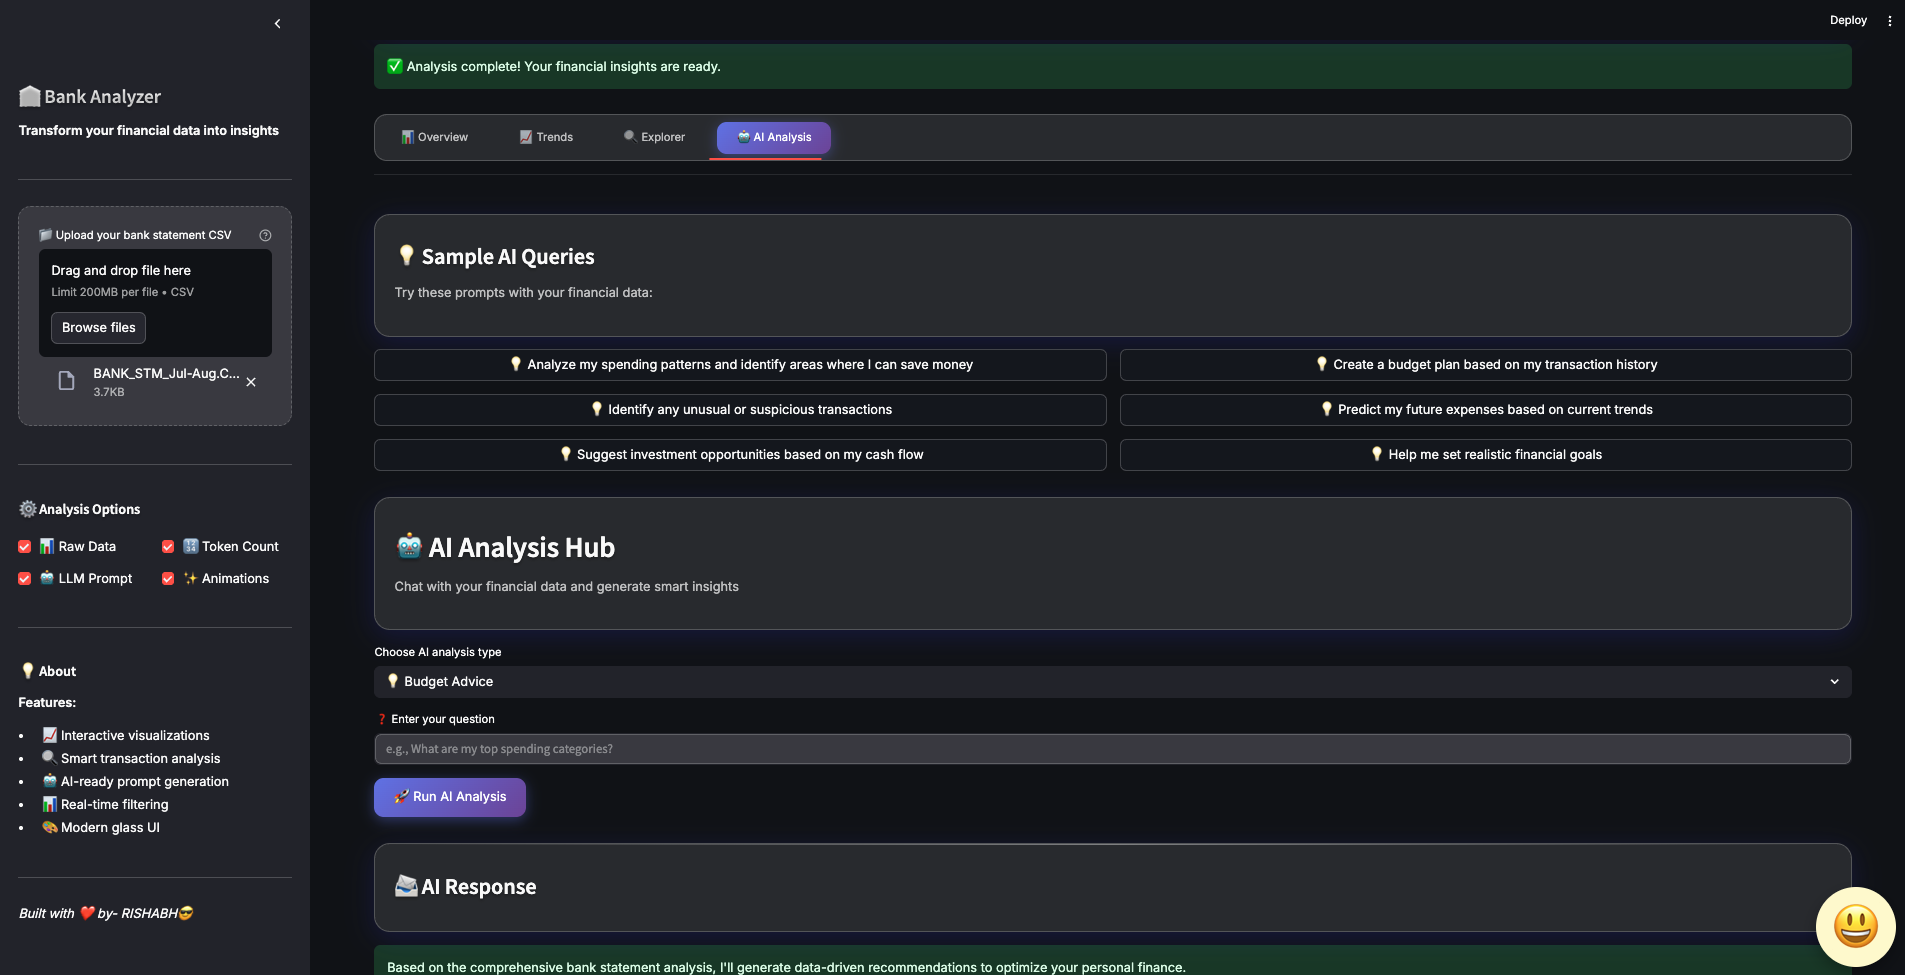 Deploy
🏛️ Bank Analyzer
Transform your financial data into insights
📁 Upload your bank statement CSV
Drag and drop file here
Limit 200MB per file • CSV
Browse files
BANK_STM_Jul-Aug.C...
3.7KB
⚙️ Analysis Options
📊 Raw Data
🔢 Token Count
🤖 LLM Prompt
✨ Animations
💡 About
Features:
• 📈 Interactive visualizations
• 🔍 Smart transaction analysis
• 🤖 AI-ready prompt generation
• 📊 Real-time filtering
• 🎨 Modern glass UI
Built with ❤️ by- RISHABH😎
✅ Analysis complete! Your financial insights are ready.
📊 Overview
📈 Trends
🔍 Explorer
🤖 AI Analysis
💡 Sample AI Queries
Try these prompts with your financial data:
💡 Analyze my spending patterns and identify areas where I can save money
💡 Create a budget plan based on my transaction history
💡 Identify any unusual or suspicious transactions
💡 Predict my future expenses based on current trends
💡 Suggest investment opportunities based on my cash flow
💡 Help me set realistic financial goals
🤖 AI Analysis Hub
Chat with your financial data and generate smart insights
Choose AI analysis type
💡 Budget Advice
❓ Enter your question
e.g., What are my top spending categories?
🚀 Run AI Analysis
📨 AI Response
Based on the comprehensive bank statement analysis, I'll generate data-driven recommendations to optimize your personal finance.